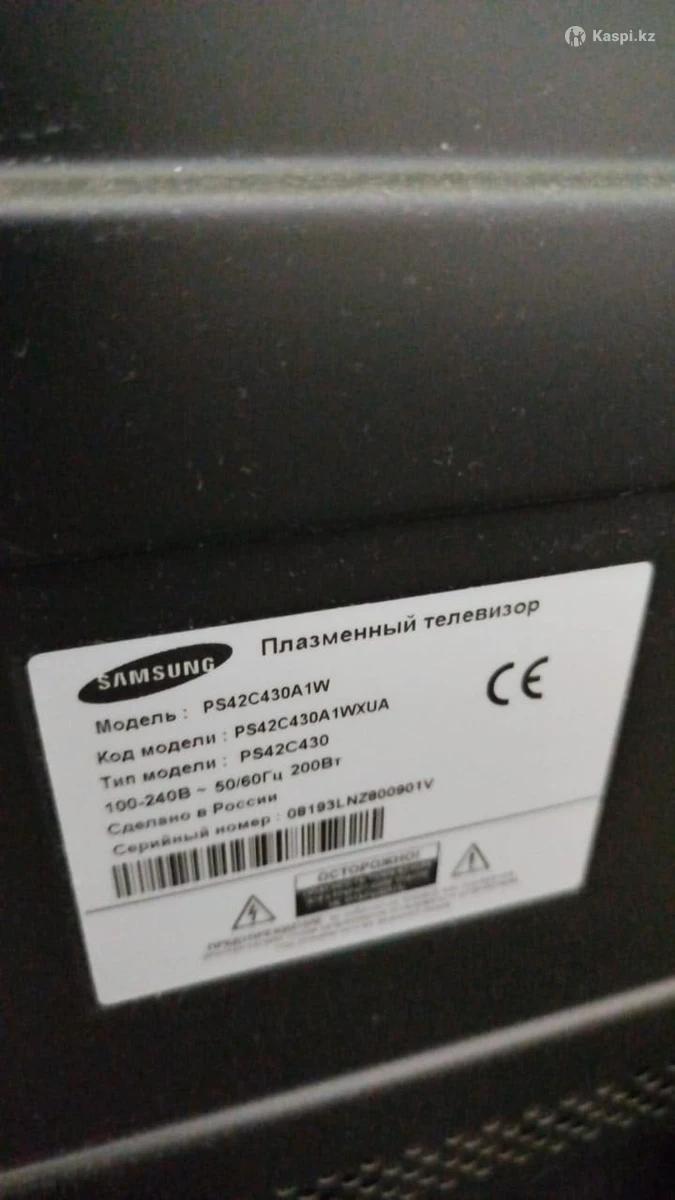 Kaspi.kz
SAMSUNG
Плазменный телевизор
Модель : PS42C430A1W
Код модели : PS42C430A1WXUA
Тип модели : PS42C430
100-240В ~ 50/60Гц 200Вт
Сделано в России
Серийный номер : 08193LNZ800901V
CE
ОСТОРОЖНО!
ПРЕДУПРЕЖДЕНИЕ: